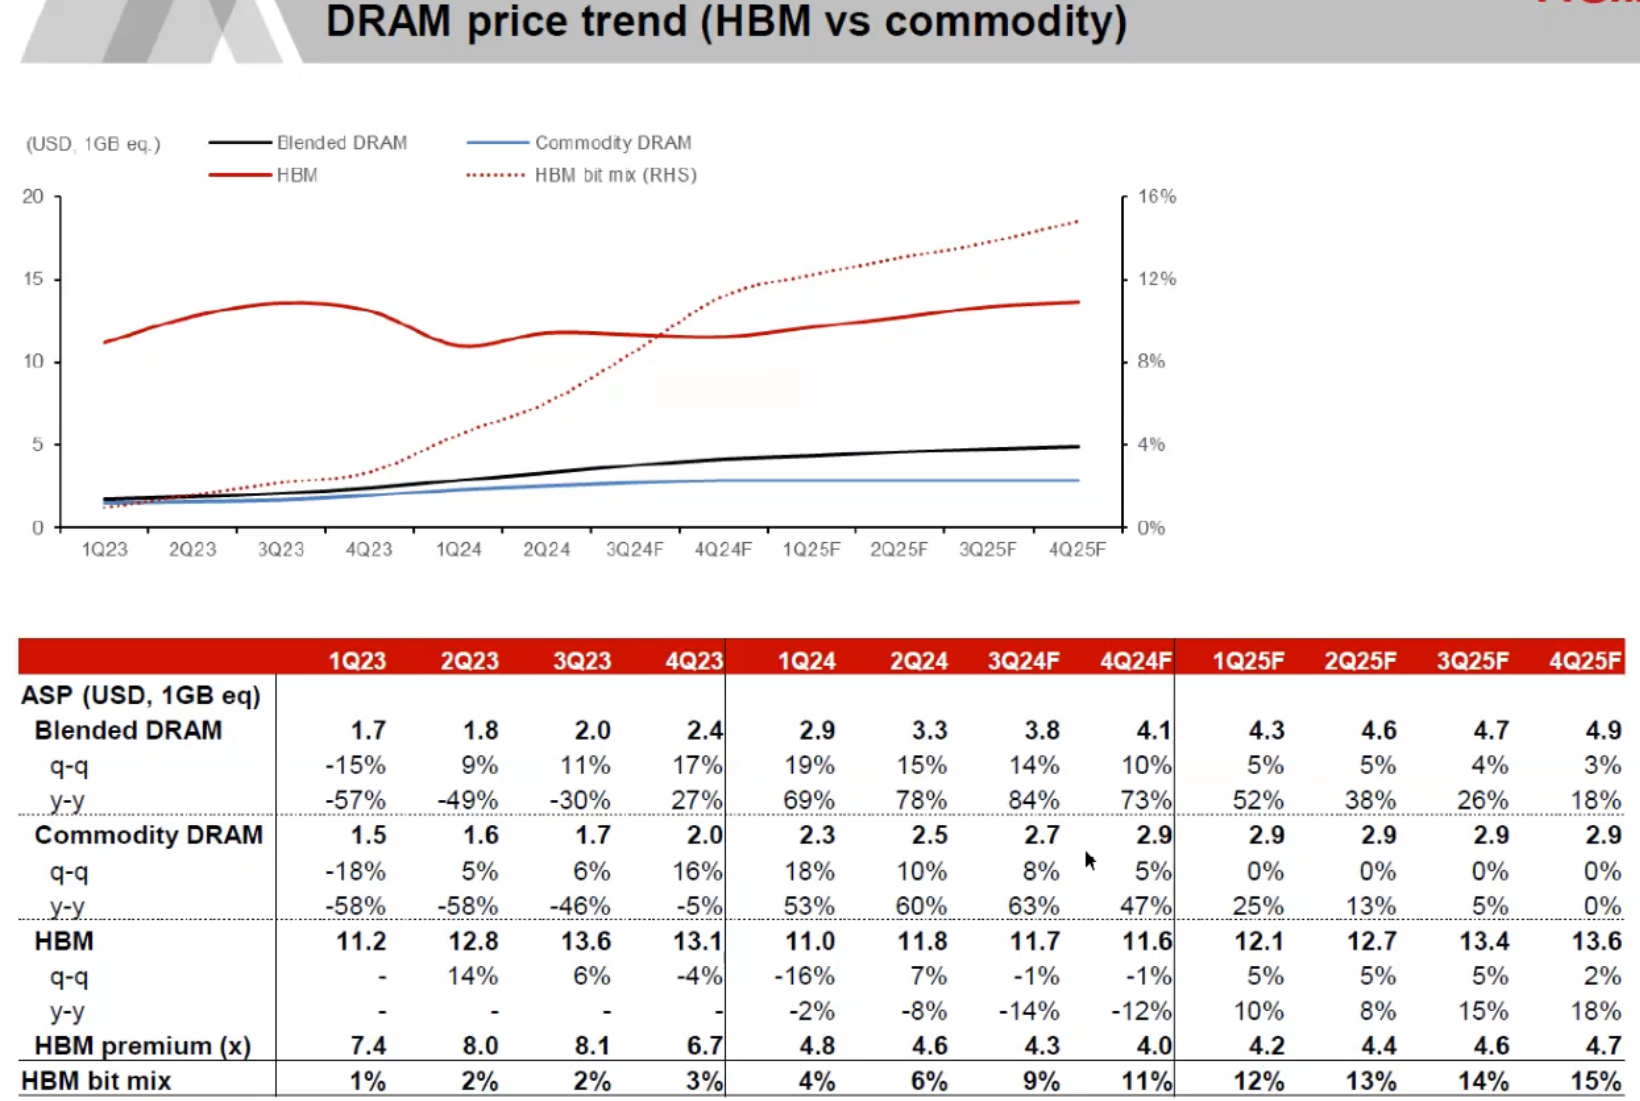 DRAM price trend (HBM vs commodity)
(USD, 1GB eq.) Blended DRAM Commodity DRAM
HBM HBM bit mix (RHS)
20 16%
15 12%
10 8%
5 4%
0 0%
1Q23 2Q23 3Q23 4Q23 1Q24 2Q24 3Q24F 4Q24F 1Q25F 2Q25F 3Q25F 4Q25F
1Q23 2Q23 3Q23 4Q23 1Q24 2Q24 3Q24F 4Q24F 1Q25F 2Q25F 3Q25F 4Q25F
ASP (USD, 1GB eq)
Blended DRAM 1.7 1.8 2.0 2.4 2.9 3.3 3.8 4.1 4.3 4.6 4.7 4.9
q-q -15% 9% 11% 17% 19% 15% 14% 10% 5% 5% 4% 3%
y-y -57% -49% -30% 27% 69% 78% 84% 73% 52% 38% 26% 18%
Commodity DRAM 1.5 1.6 1.7 2.0 2.3 2.5 2.7 2.9 2.9 2.9 2.9 2.9
q-q -18% 5% 6% 16% 18% 10% 8% 5% 0% 0% 0% 0%
y-y -58% -58% -46% -5% 53% 60% 63% 47% 25% 13% 5% 0%
HBM 11.2 12.8 13.6 13.1 11.0 11.8 11.7 11.6 12.1 12.7 13.4 13.6
q-q - 14% 6% -4% -16% 7% -1% -1% 5% 5% 5% 2%
y-y - - - - -2% -8% -14% -12% 10% 8% 15% 18%
HBM premium (x) 7.4 8.0 8.1 6.7 4.8 4.6 4.3 4.0 4.2 4.4 4.6 4.7
HBM bit mix 1% 2% 2% 3% 4% 6% 9% 11% 12% 13% 14% 15%